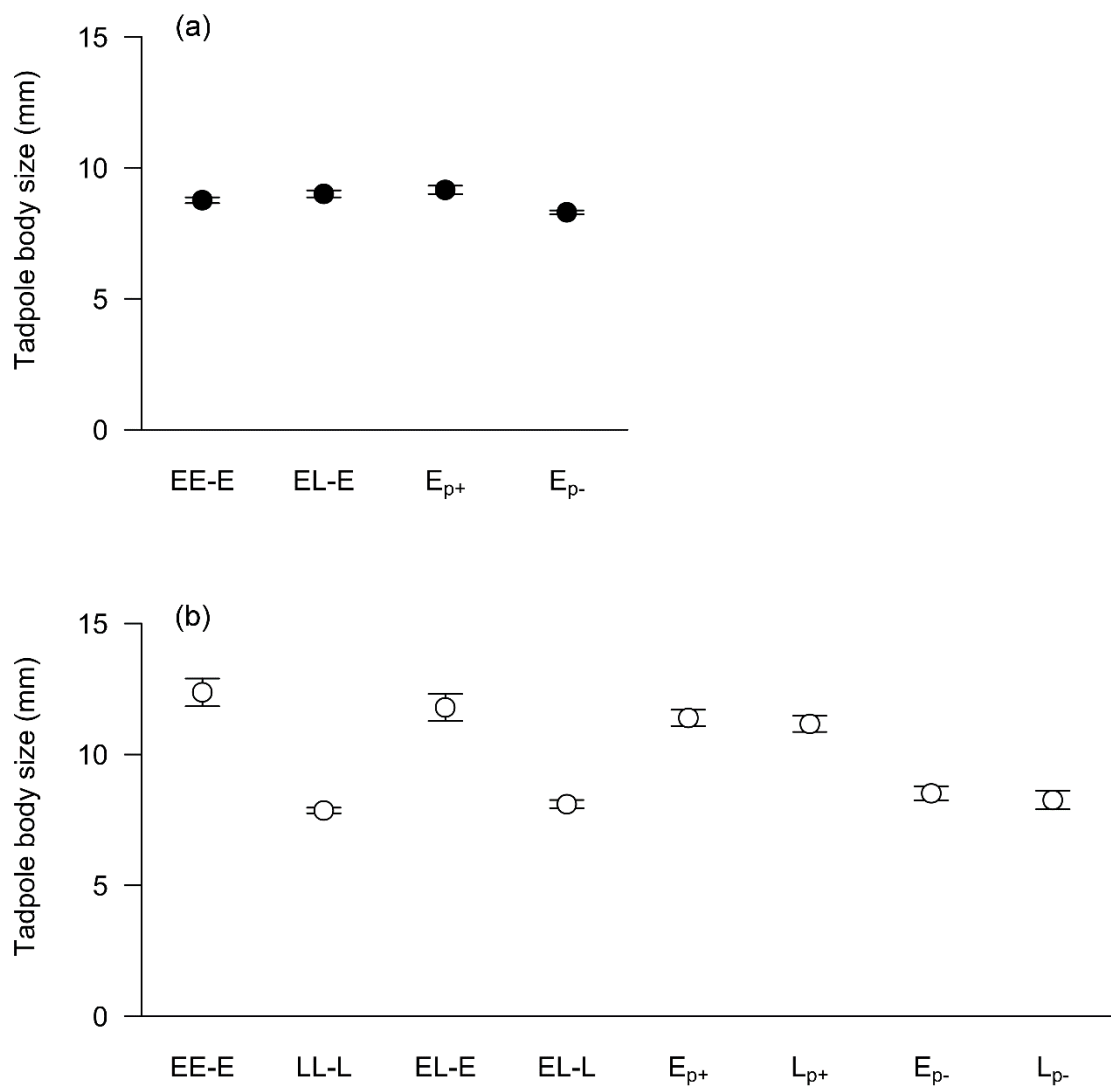 (a)
Tadpole body size (mm)
15
10
5
0
EE-E EL-E Ep+ Ep-
(b)
Tadpole body size (mm)
15
10
5
0
EE-E LL-L EL-E EL-L Ep+ Lp+ Ep- Lp-